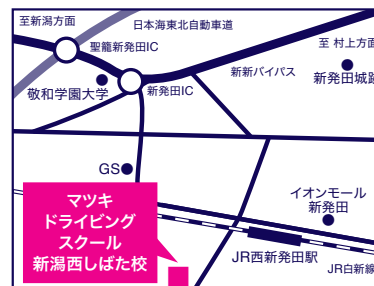 至新潟方面
日本海東北自動車道
聖籠新発田IC
至 村上方面
新新バイパス
新発田城跡
敬和学園大学
新発田IC
GS
マツキ
ドライビング
スクール
新潟西しばた校
イオンモール
新発田
JR西新発田駅
JR白新線